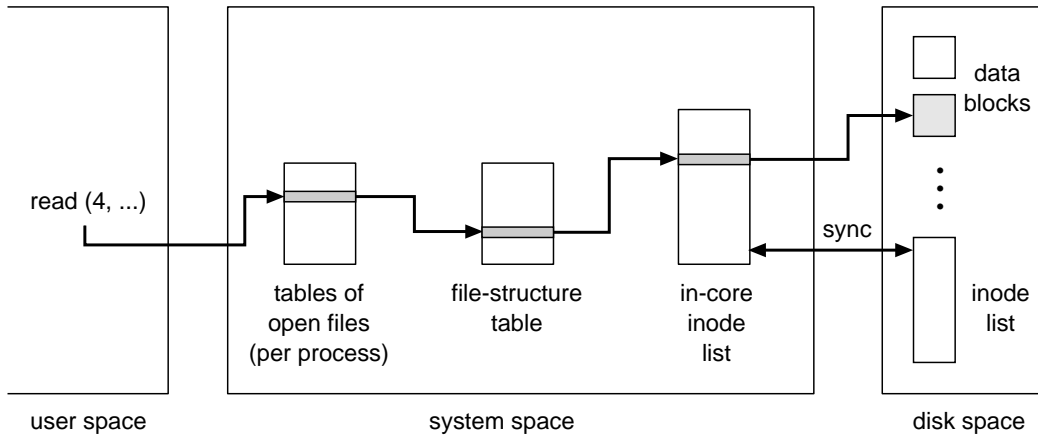 data
blocks
read (4, ...)
sync
tables of
open files
(per process)
file-structure
table
in-core
inode
list
inode
list
user space
system space
disk space